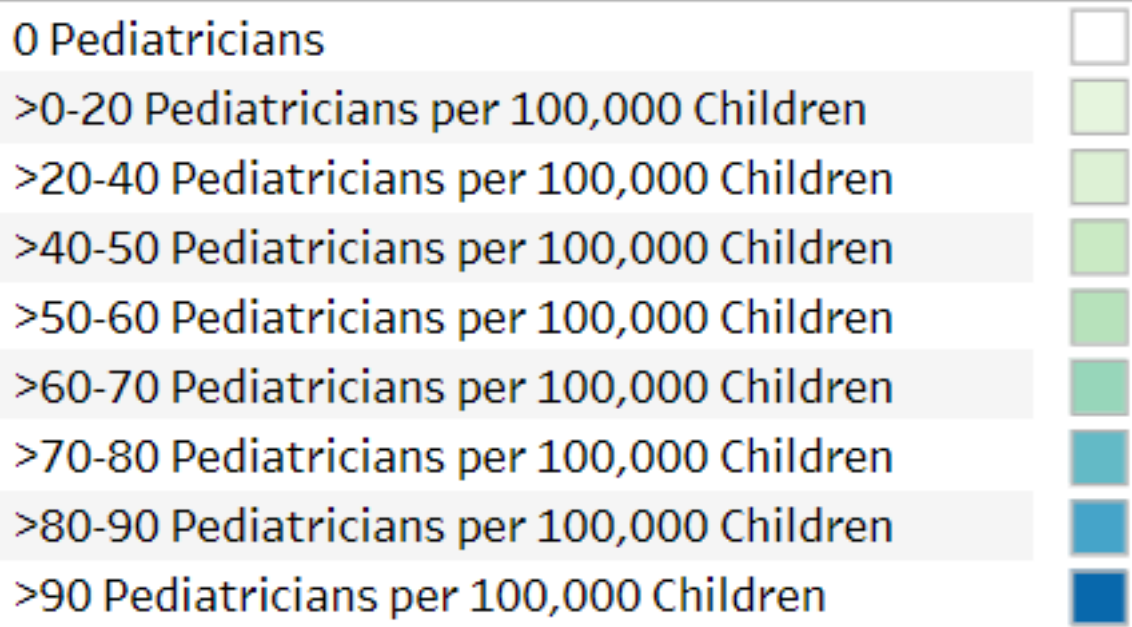 0 Pediatricians
>0-20 Pediatricians per 100,000 Children
>20-40 Pediatricians per 100,000 Children
>40-50 Pediatricians per 100,000 Children
>50-60 Pediatricians per 100,000 Children
>60-70 Pediatricians per 100,000 Children
>70-80 Pediatricians per 100,000 Children
>80-90 Pediatricians per 100,000 Children
>90 Pediatricians per 100,000 Children